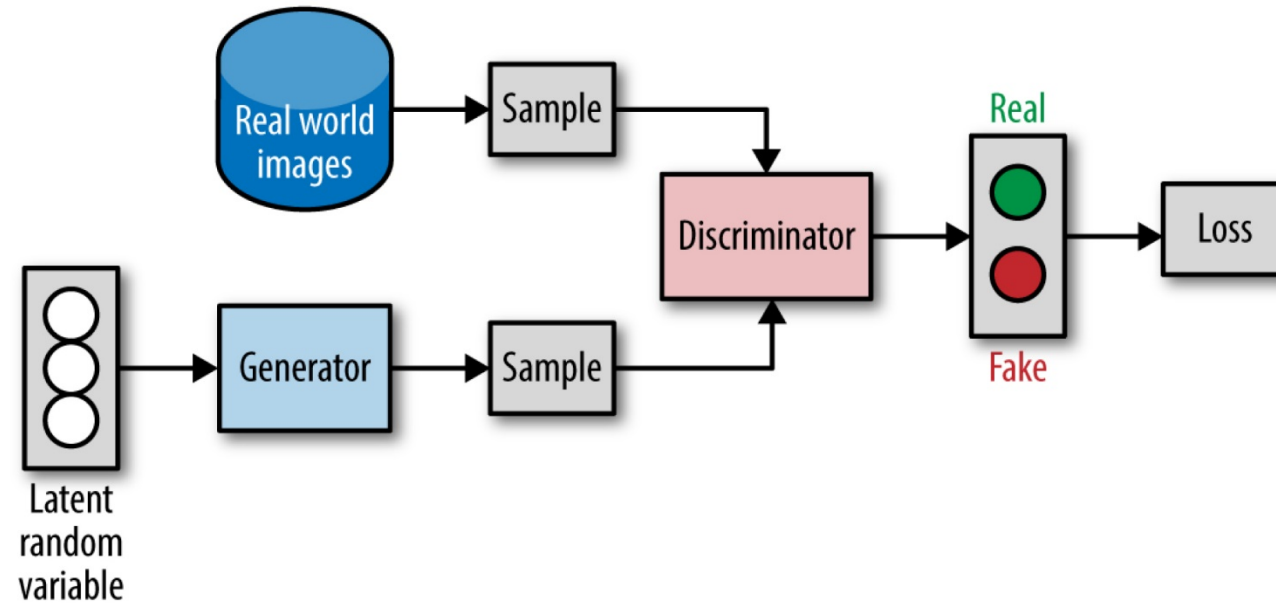 Real world
images
Sample
Real
Discriminator
Loss
Generator
Sample
Fake
Latent
random
variable